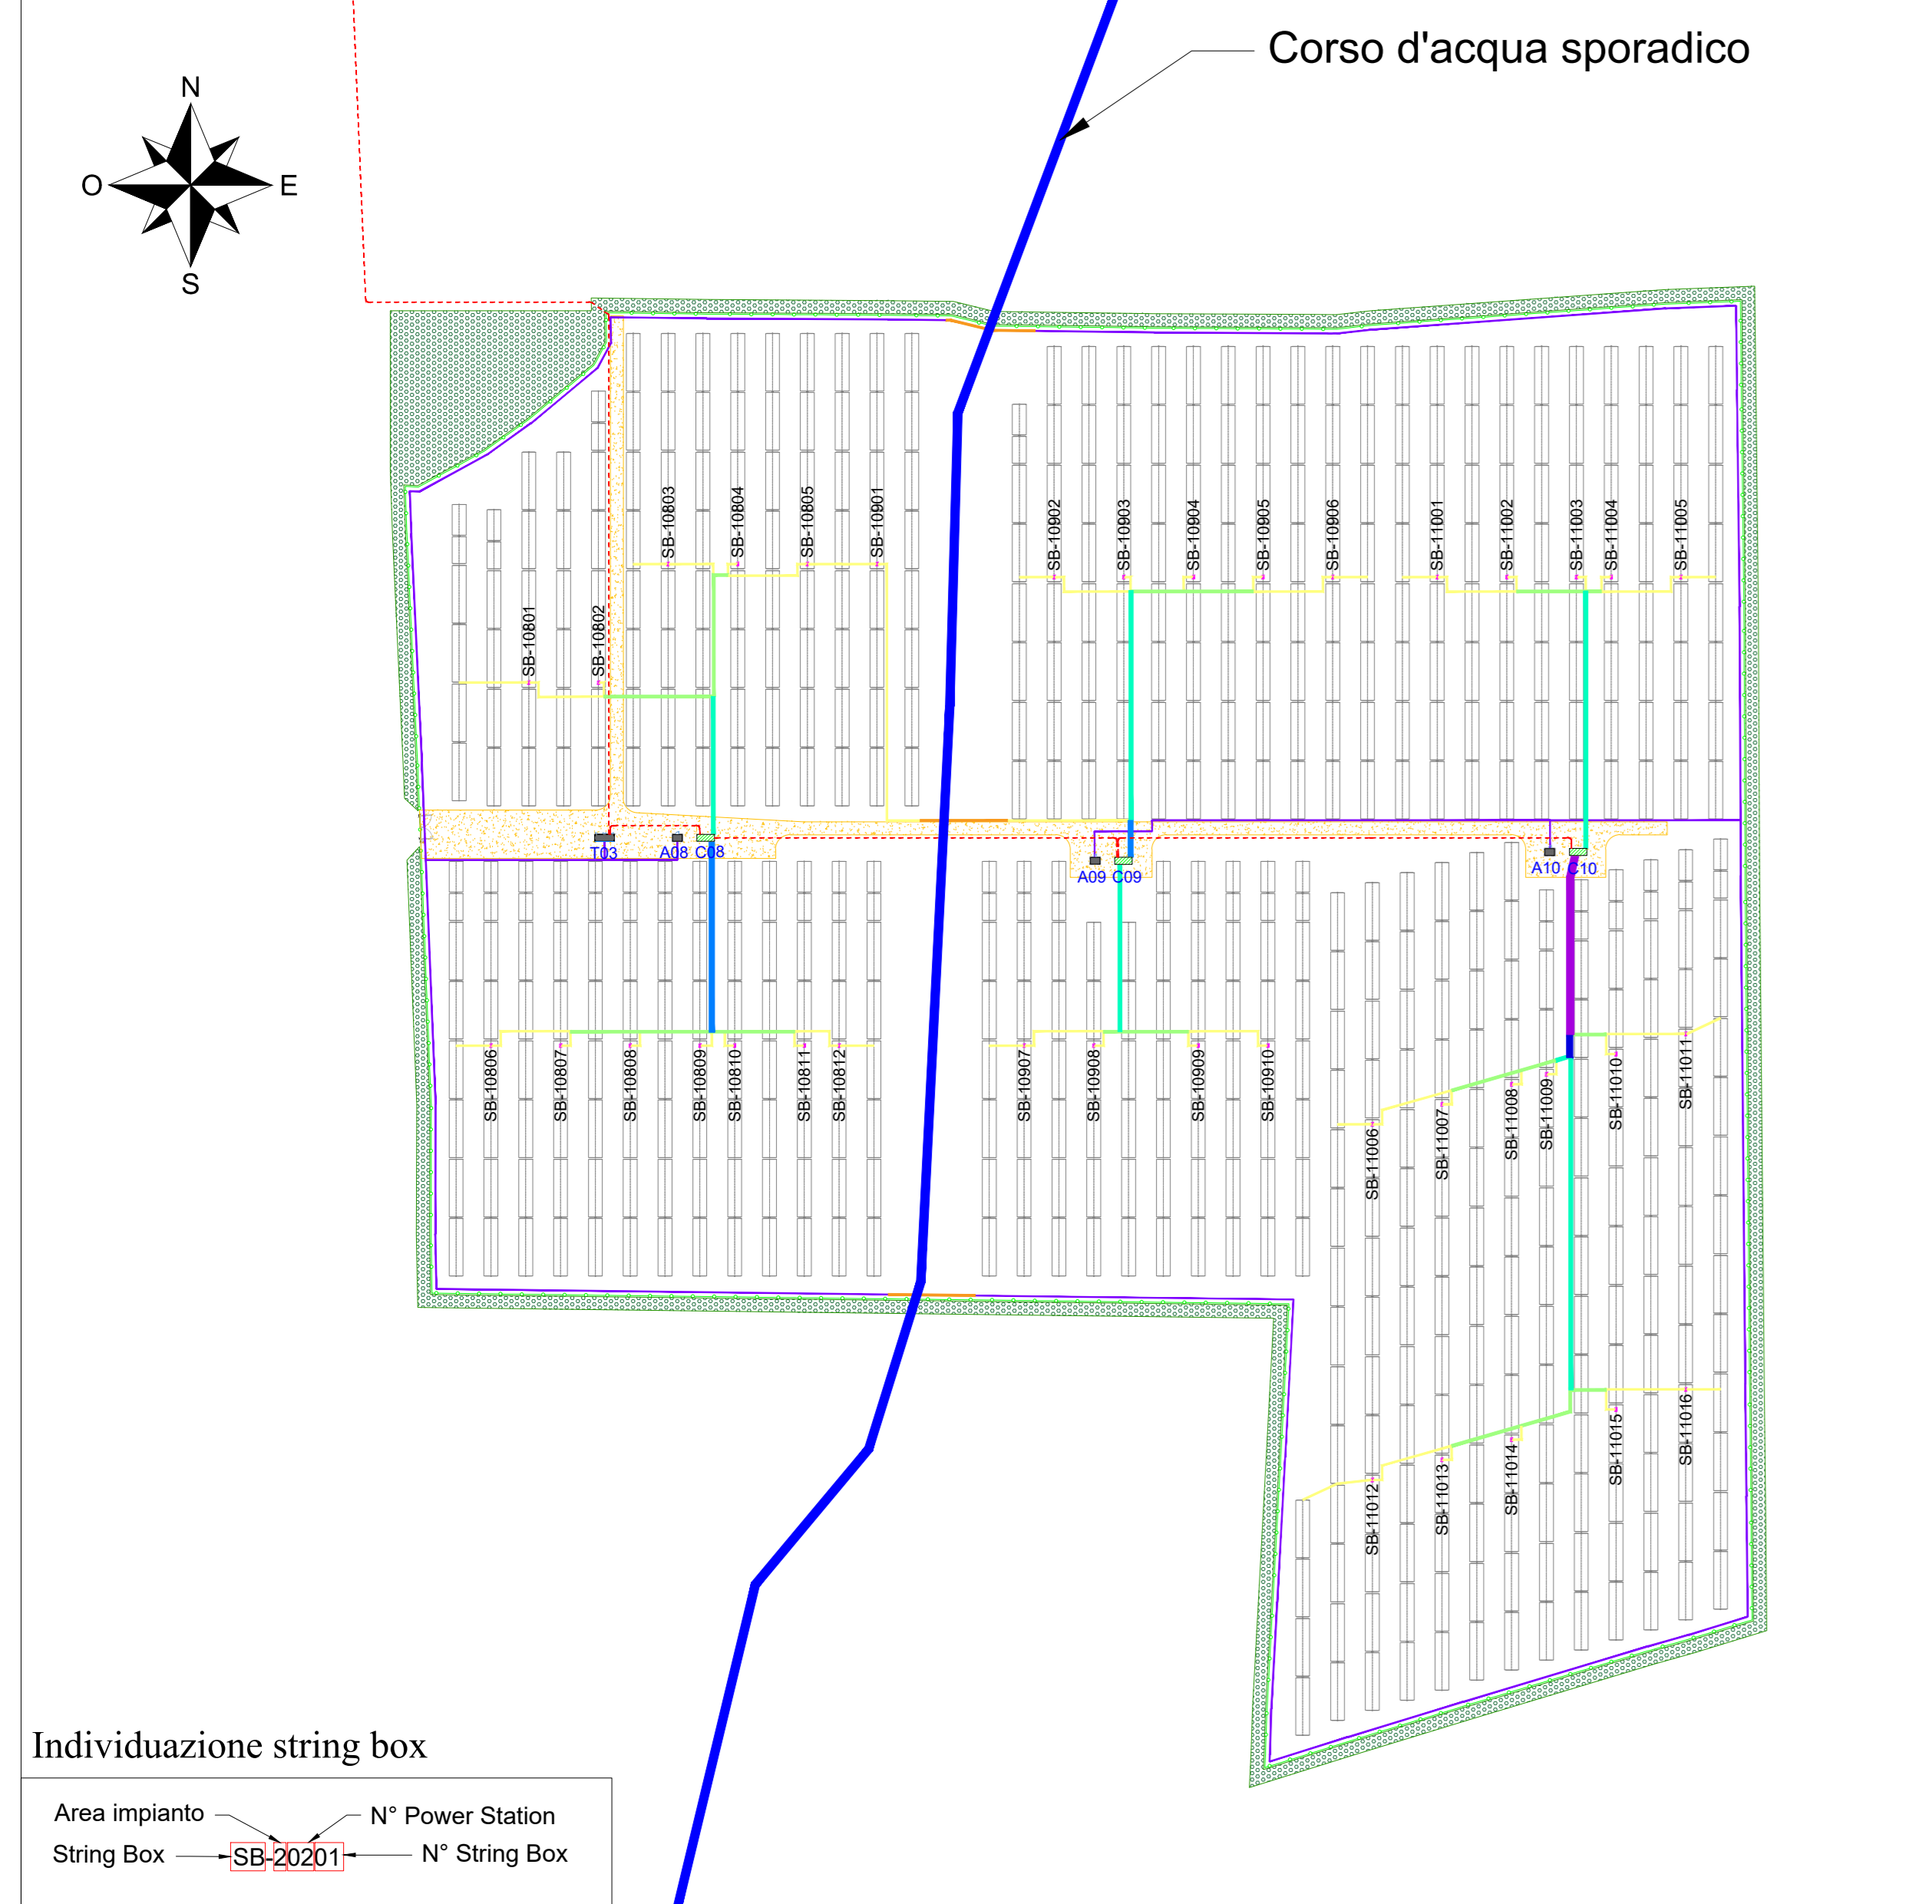 Corso d'acqua sporadico
N
O
E
S
SB-10803
SB-10804
SB-10805
SB-10901
SB-10902
SB-10903
SB-10904
SB-10905
SB-10906
SB-11001
SB-11002
SB-11003
SB-11004
SB-11005
SB-10801
SB-10802
T03
A08
C08
A09
C09
A10
C10
SB-10806
SB-10807
SB-10808
SB-10809
SB-10810
SB-10811
SB-10812
SB-10907
SB-10908
SB-10909
SB-10910
SB-11006
SB-11007
SB-11008
SB-11009
SB-11010
SB-11011
SB-11012
SB-11013
SB-11014
SB-11015
SB-11016
Individuazione string box
Area impianto
N° Power Station
String Box
SB-20201
N° String Box